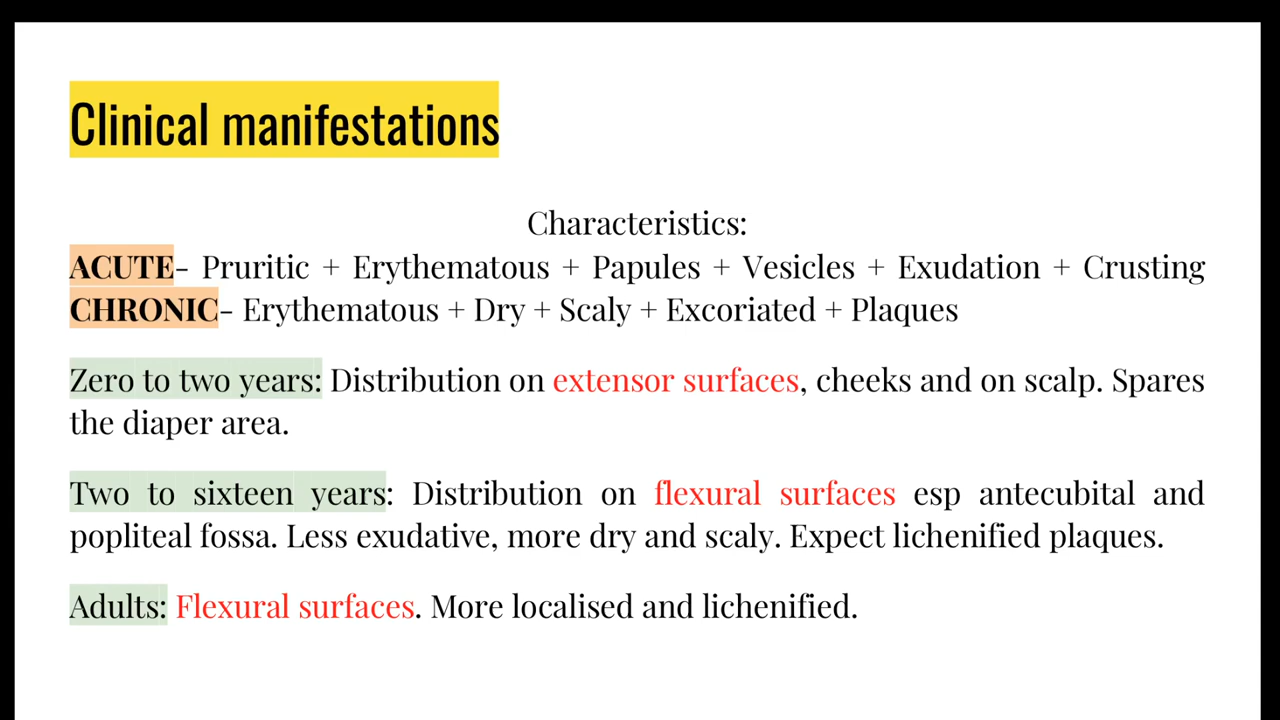 Clinical manifestations
Characteristics:
ACUTE- Pruritic + Erythematous + Papules + Vesicles + Exudation + Crusting
CHRONIC- Erythematous + Dry + Scaly + Excoriated + Plaques
Zero to two years: Distribution on extensor surfaces, cheeks and on scalp. Spares
the diaper area.
Two to sixteen years: Distribution on flexural surfaces esp antecubital and
popliteal fossa. Less exudative, more dry and scaly. Expect lichenified plaques.
Adults: Flexural surfaces. More localised and lichenified.